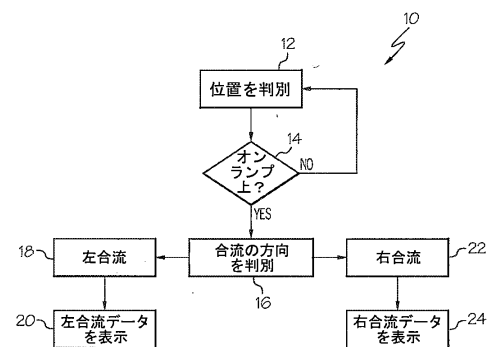 10
12
位置を判別
14
オン
ランプ
上?
NO
YES
18
左合流
合流の方向
を判別
16
右合流
22
20
左合流データ
を表示
右合流データ
を表示
24